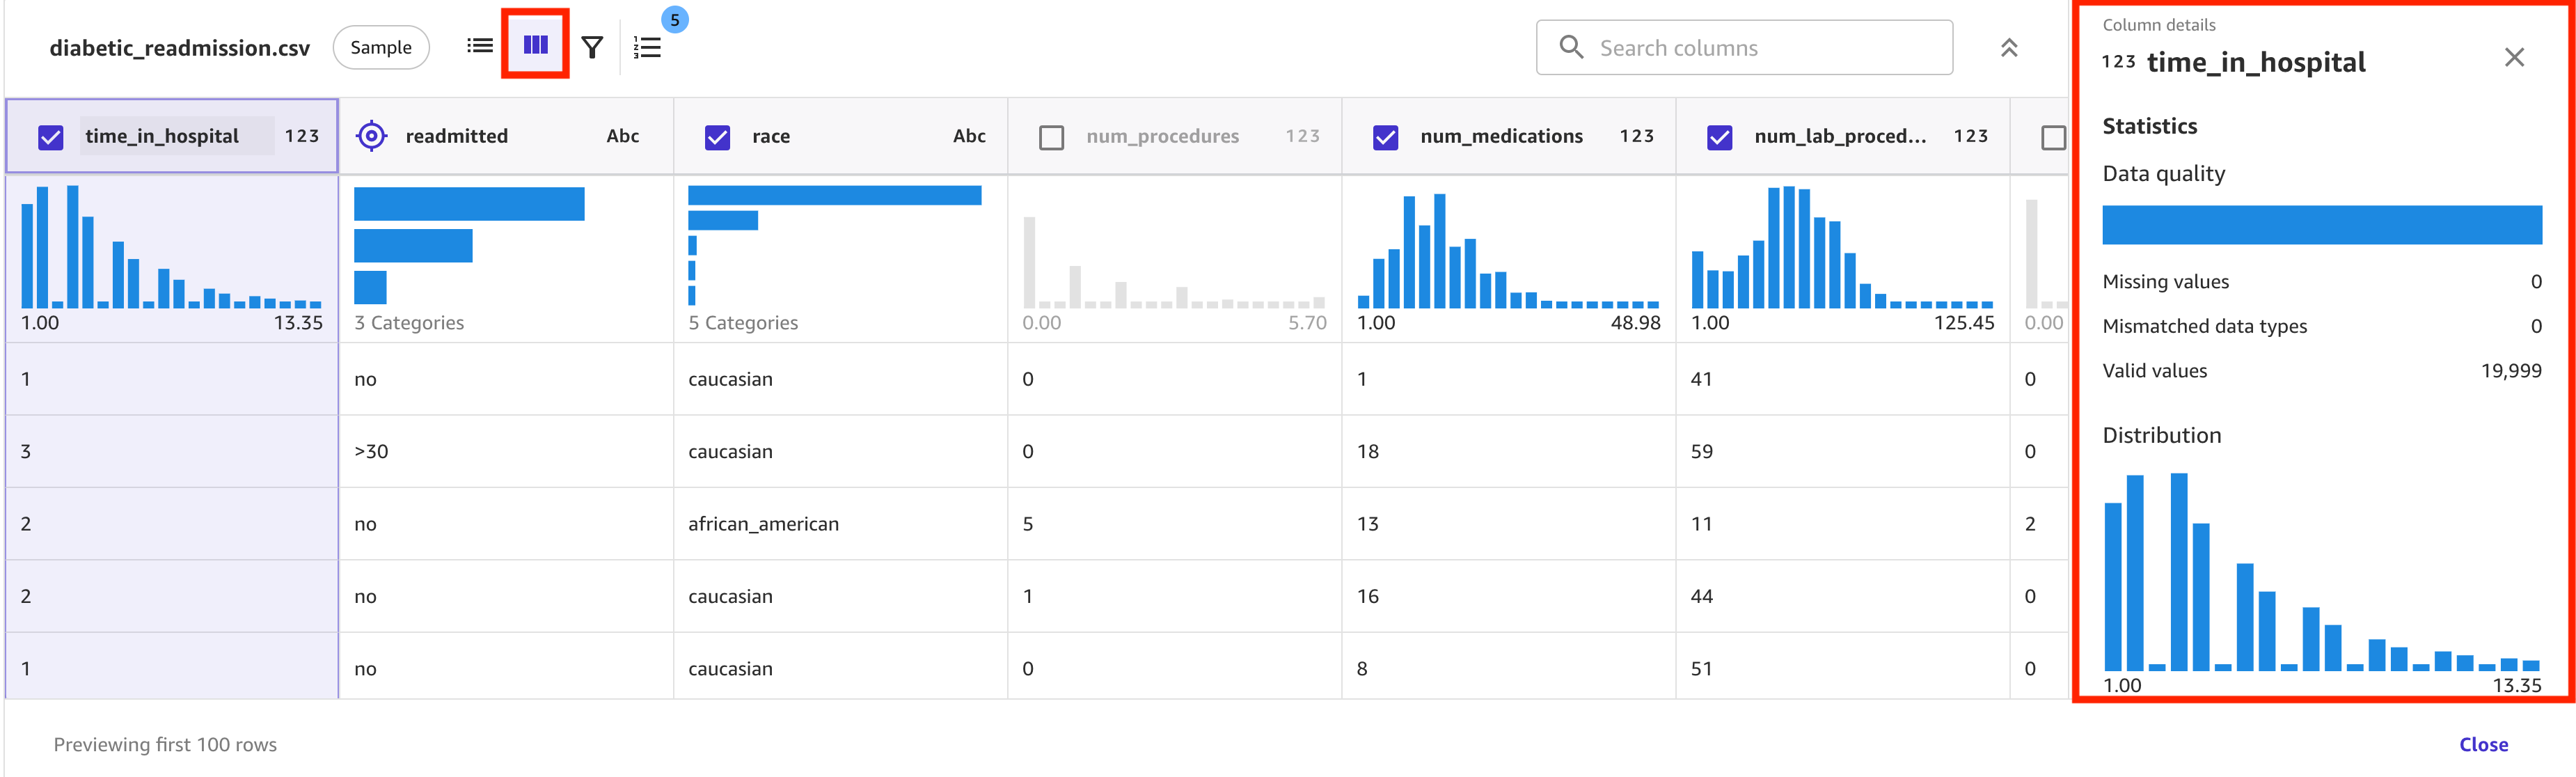 diabetic_readmission.csv Sample 5 Search columns
time_in_hospital 123 readmitted Abc race Abc num_procedures 123 num_medications 123 num_lab_proced... 123
1.00 13.35 3 Categories 5 Categories 0.00 5.70 1.00 48.98 1.00 125.45 0.00
1 no caucasian 0 1 41 0
3 >30 caucasian 0 18 59 0
2 no african_american 5 13 11 2
2 no caucasian 1 16 44 0
1 no caucasian 0 8 51 0
Previewing first 100 rows
Column details
123 time_in_hospital
Statistics
Data quality
Missing values 0
Mismatched data types 0
Valid values 19,999
Distribution
1.00 13.35
Close